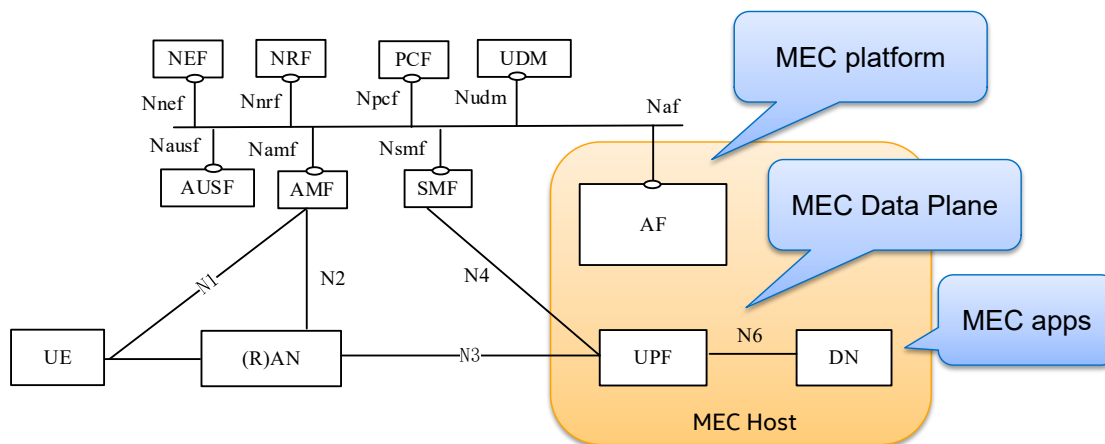 NEF
NRF
PCF
UDM
MEC platform
Nnef
Nnrf
Npcf
Nudm
Naf
Nausf
Namf
Nsmf
AUSF
AMF
SMF
AF
MEC Data Plane
N1
N2
N4
MEC apps
UE
(R)AN
N3
UPF
N6
DN
MEC Host